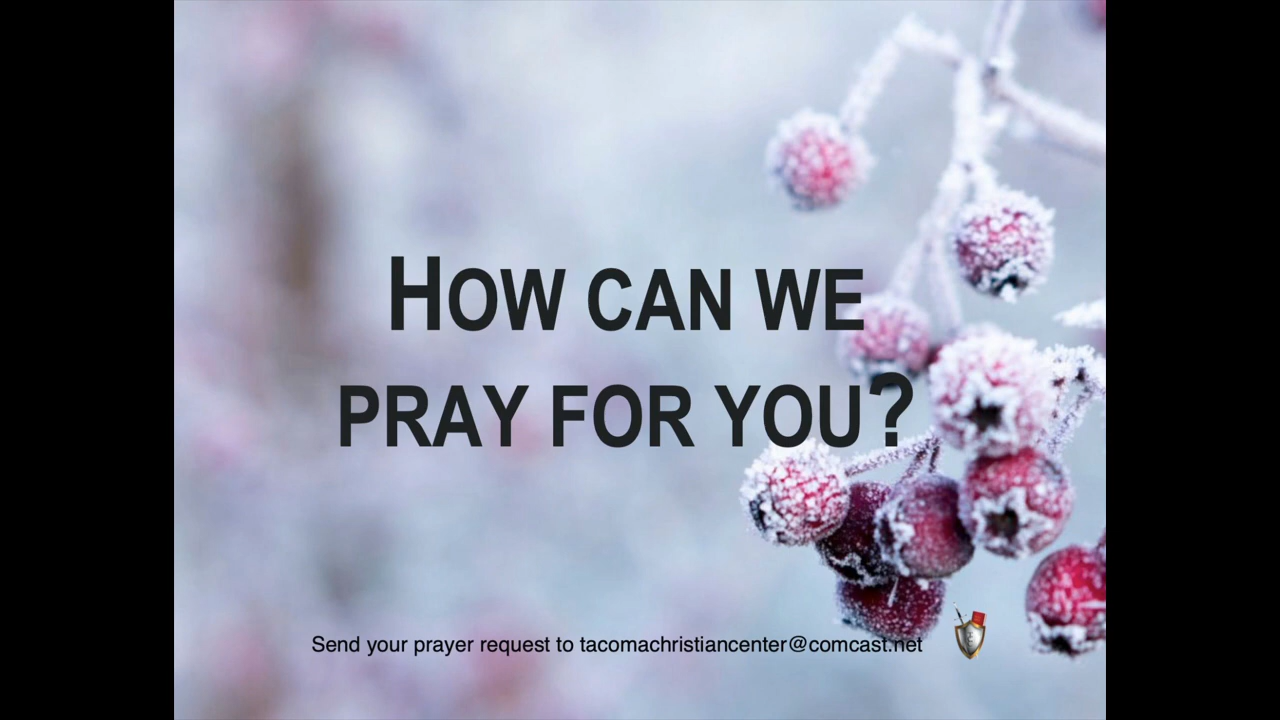 How can we
pray for you?
Send your prayer request to tacomachristiancenter@comcast.net